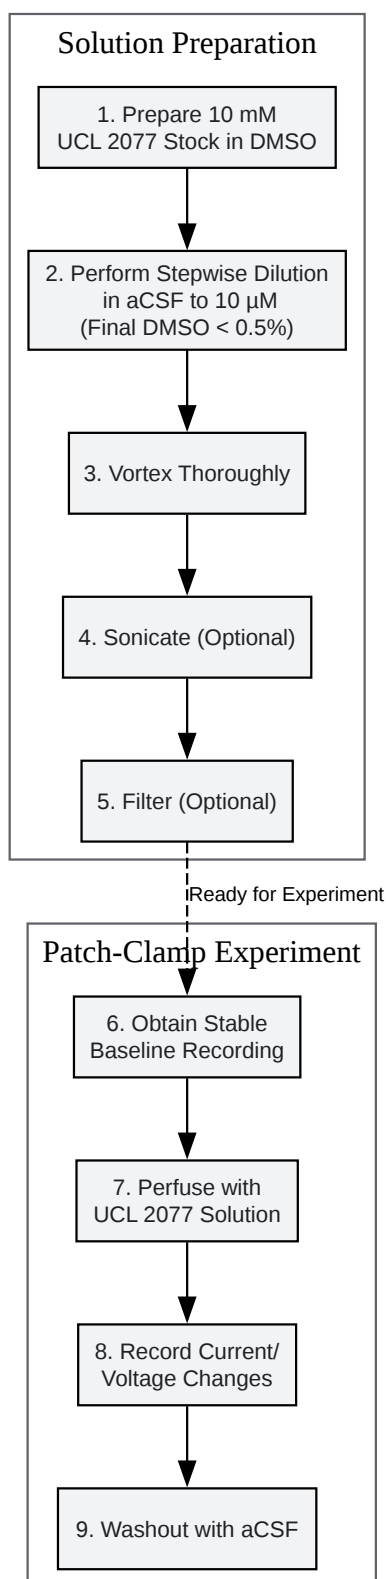 Solution Preparation
1. Prepare 10 mM
UCL 2077 Stock in DMSO
2. Perform Stepwise Dilution
in aCSF to 10 µM
(Final DMSO < 0.5%)
3. Vortex Thoroughly
4. Sonicate (Optional)
5. Filter (Optional)
Ready for Experiment
Patch-Clamp Experiment
6. Obtain Stable
Baseline Recording
7. Perfuse with
UCL 2077 Solution
8. Record Current/
Voltage Changes
9. Washout with aCSF